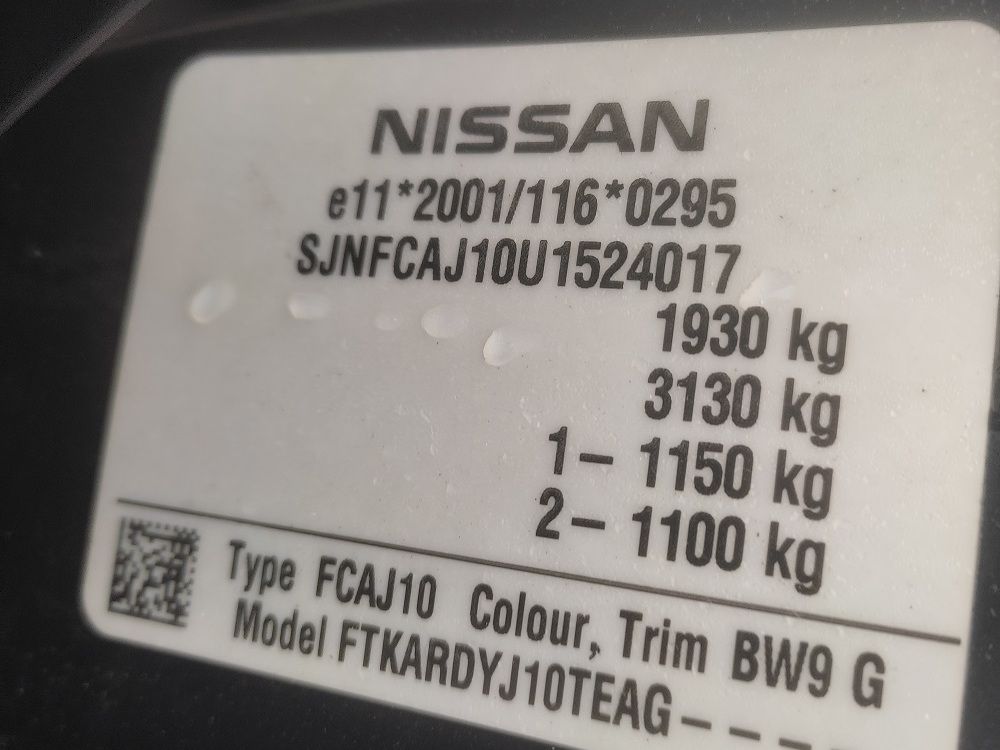 NISSAN
e11*2001/116*0295
SJNFCAJ10U1524017
1930 kg
3130 kg
1– 1150 kg
2– 1100 kg
Type FCAJ10 Colour, Trim BW9 G
Model FTKARDYJ10TEAG– – –